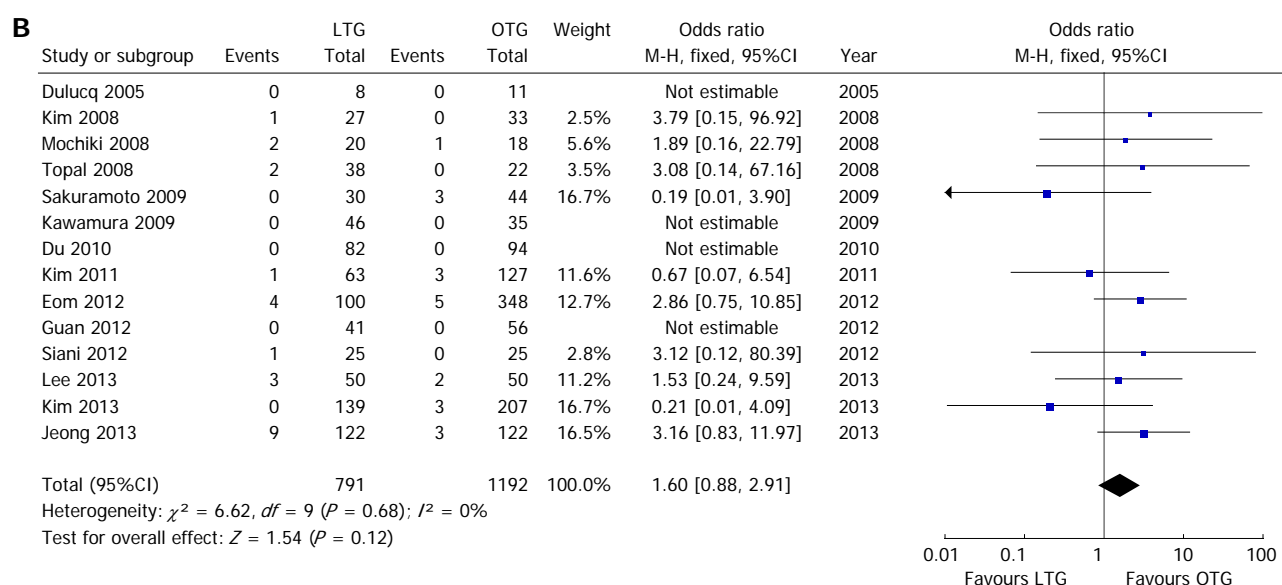 B
LTG OTG Weight Odds ratio Odds ratio
Study or subgroup Events Total Events Total M-H, fixed, 95%CI Year M-H, fixed, 95%CI
Dulucq 2005 0 8 0 11 Not estimable 2005
Kim 2008 1 27 0 33 2.5% 3.79 [0.15, 96.92] 2008
Mochiki 2008 2 20 1 18 5.6% 1.89 [0.16, 22.79] 2008
Topal 2008 2 38 0 22 3.5% 3.08 [0.14, 67.16] 2008
Sakuramoto 2009 0 30 3 44 16.7% 0.19 [0.01, 3.90] 2009
Kawamura 2009 0 46 0 35 Not estimable 2009
Du 2010 0 82 0 94 Not estimable 2010
Kim 2011 1 63 3 127 11.6% 0.67 [0.07, 6.54] 2011
Eom 2012 4 100 5 348 12.7% 2.86 [0.75, 10.85] 2012
Guan 2012 0 41 0 56 Not estimable 2012
Siani 2012 1 25 0 25 2.8% 3.12 [0.12, 80.39] 2012
Lee 2013 3 50 2 50 11.2% 1.53 [0.24, 9.59] 2013
Kim 2013 0 139 3 207 16.7% 0.21 [0.01, 4.09] 2013
Jeong 2013 9 122 3 122 16.5% 3.16 [0.83, 11.97] 2013
Total (95%CI) 791 1192 100.0% 1.60 [0.88, 2.91]
Heterogeneity: χ² = 6.62, df = 9 (P = 0.68); I² = 0%
Test for overall effect: Z = 1.54 (P = 0.12)
0.01 0.1 1 10 100
Favours LTG Favours OTG